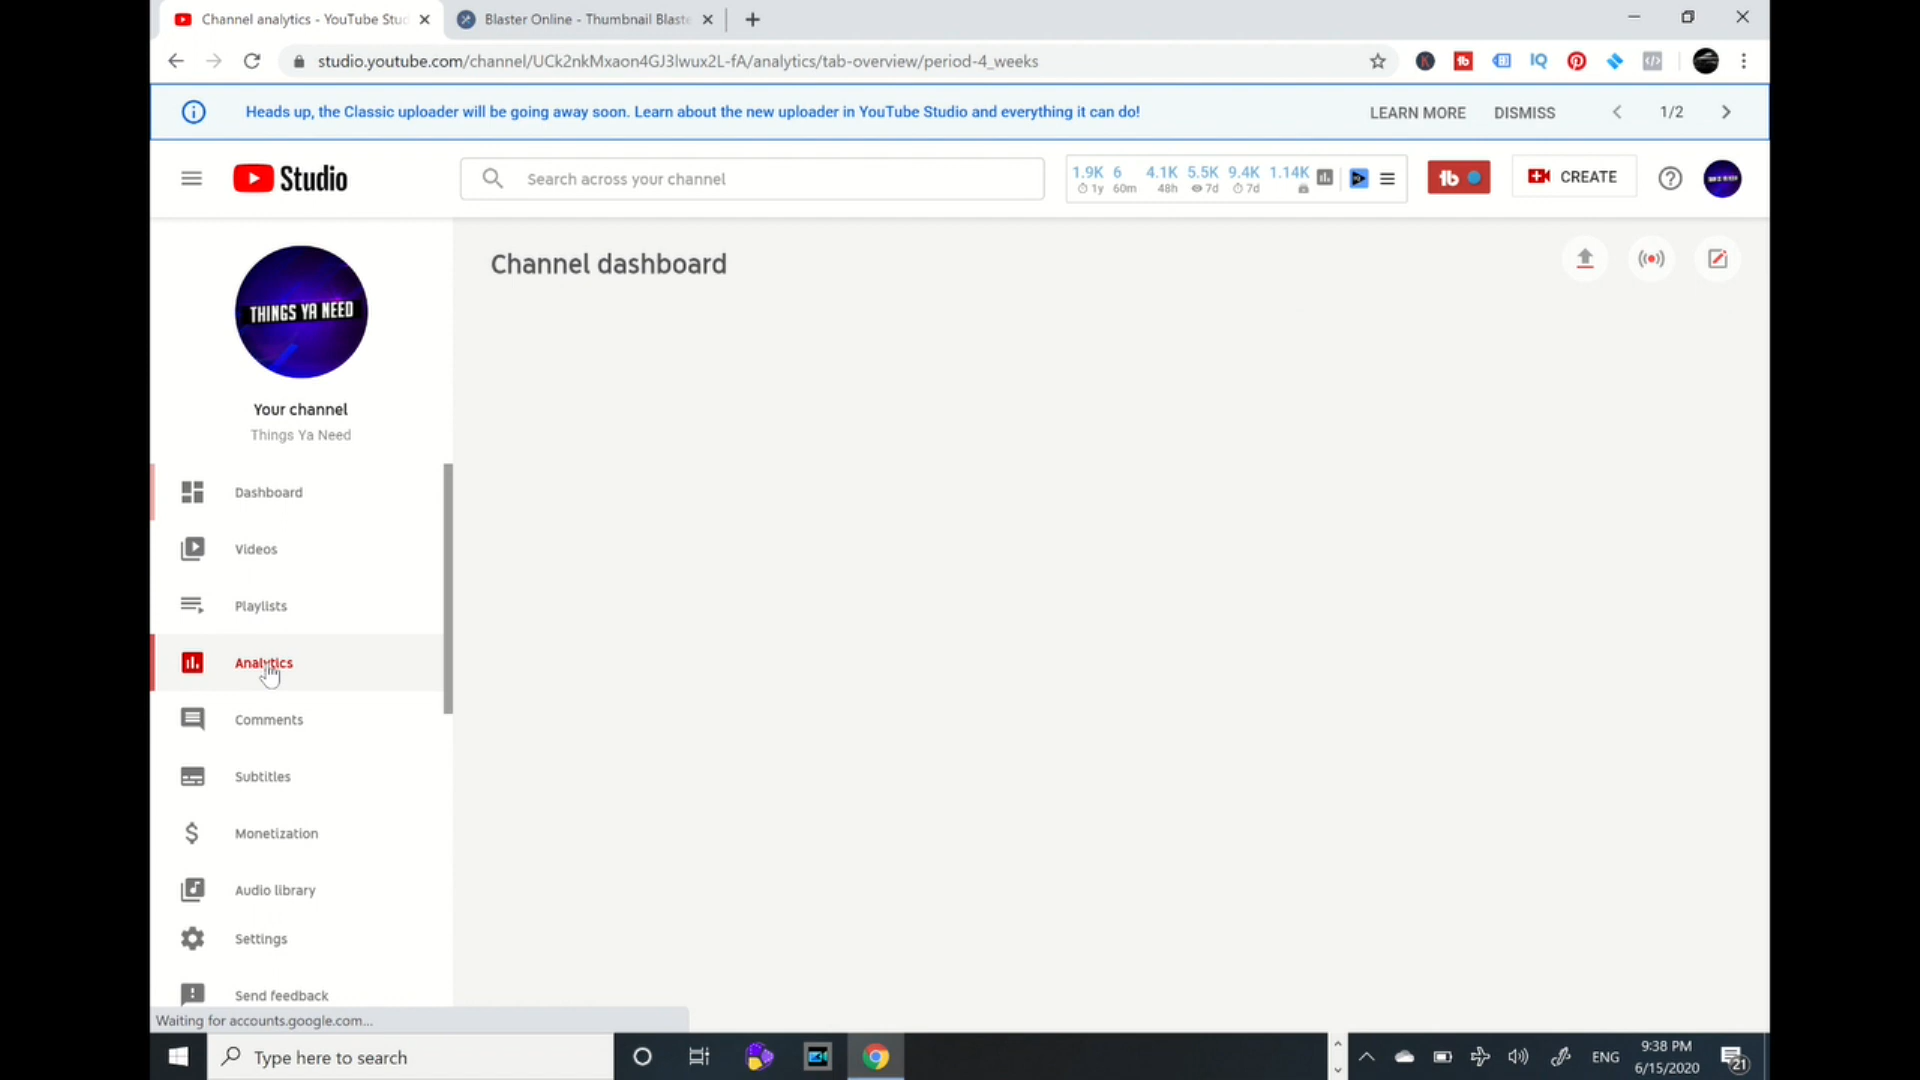 Channel analytics - YouTube Stud
Blaster Online - Thumbnail Blaste
studio.youtube.com/channel/UCk2nkMxaon4GJ3lwux2L-fA/analytics/tab-overview/period-4_weeks
Heads up, the Classic uploader will be going away soon. Learn about the new uploader in YouTube Studio and everything it can do!
LEARN MORE
DISMISS
1/2
Studio
Search across your channel
1.9K 6 4.1K 5.5K 9.4K 1.14K
1y 60m 48h 7d 7d
CREATE
Channel dashboard
THINGS YA NEED
Your channel
Things Ya Need
Dashboard
Videos
Playlists
Analytics
Comments
Subtitles
Monetization
Audio library
Settings
Send feedback
Waiting for accounts.google.com...
Type here to search
ENG
9:38 PM
6/15/2020
21